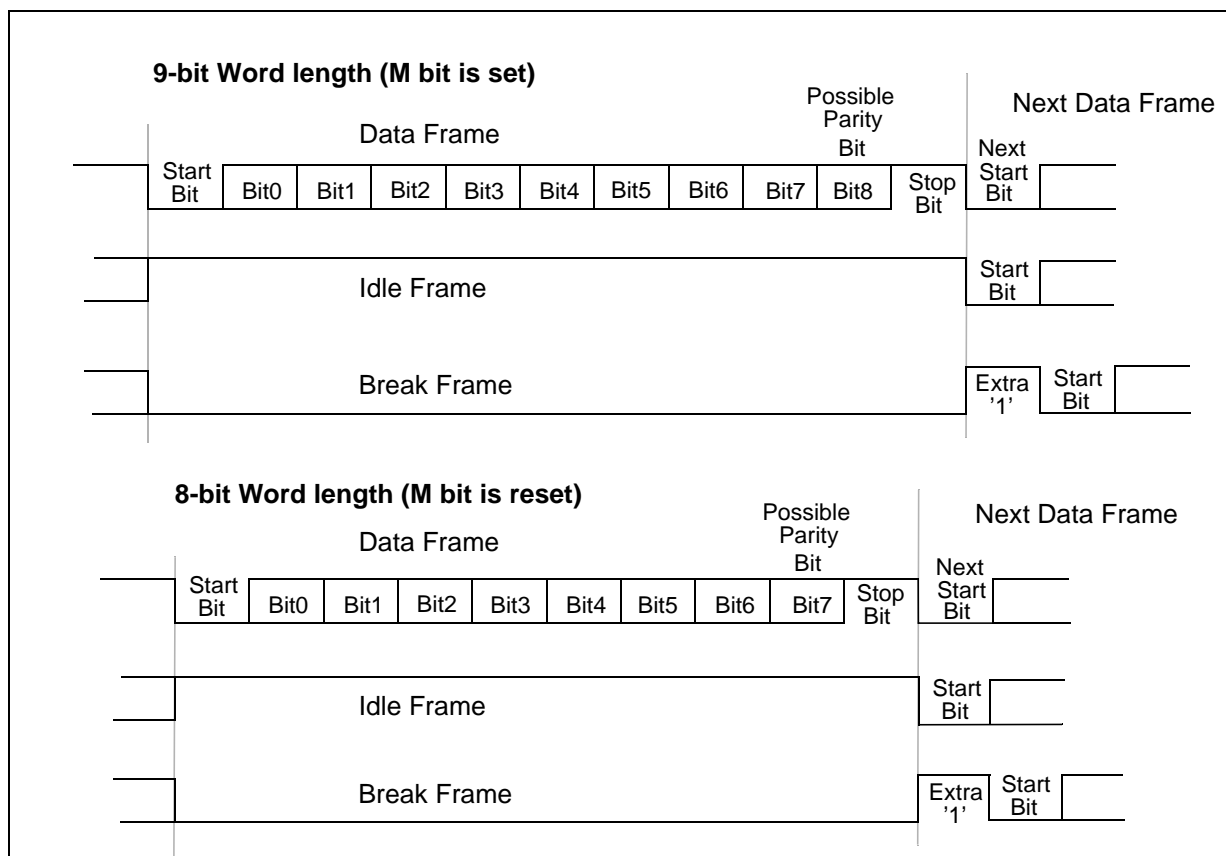 9-bit Word length (M bit is set)
Possible
Parity
Bit
Next Data Frame
Data Frame
Start
Bit
Bit0
Bit1
Bit2
Bit3
Bit4
Bit5
Bit6
Bit7
Bit8
Stop
Bit
Next
Start
Bit
Idle Frame
Start
Bit
Break Frame
Extra
'1'
Start
Bit
8-bit Word length (M bit is reset)
Possible
Parity
Bit
Next Data Frame
Data Frame
Start
Bit
Bit0
Bit1
Bit2
Bit3
Bit4
Bit5
Bit6
Bit7
Stop
Bit
Next
Start
Bit
Idle Frame
Start
Bit
Break Frame
Extra
'1'
Start
Bit